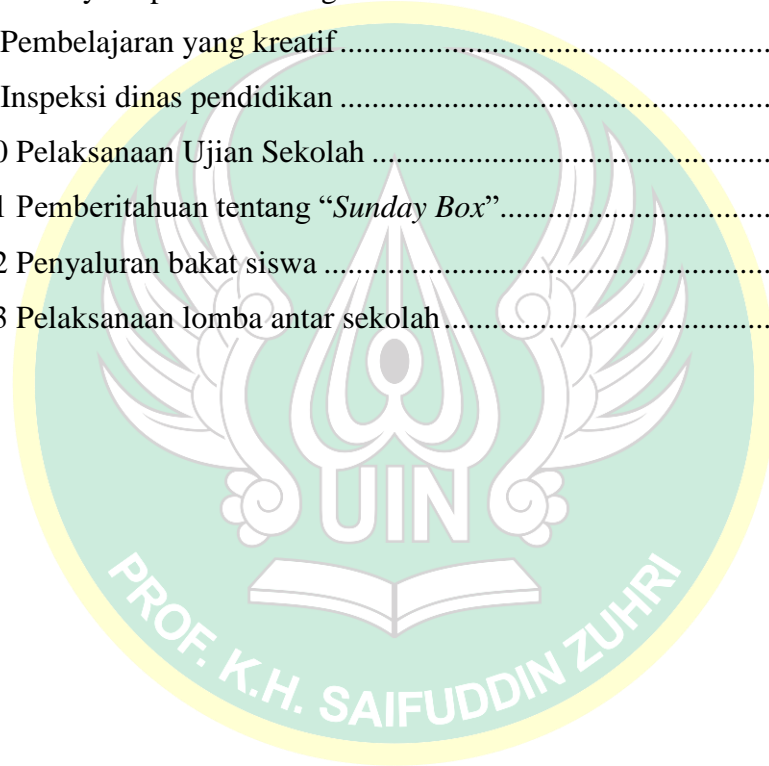 Pembelajaran yang kreatif ................................................................
Inspeksi dinas pendidikan ................................................................
0 Pelaksanaan Ujian Sekolah ................................................................
1 Pemberitahuan tentang “Sunday Box” ................................................
2 Penyaluran bakat siswa ................................................................
3 Pelaksanaan lomba antar sekolah ................................................
UIN
PROF. K.H. SAIFUDDIN ZUHRI